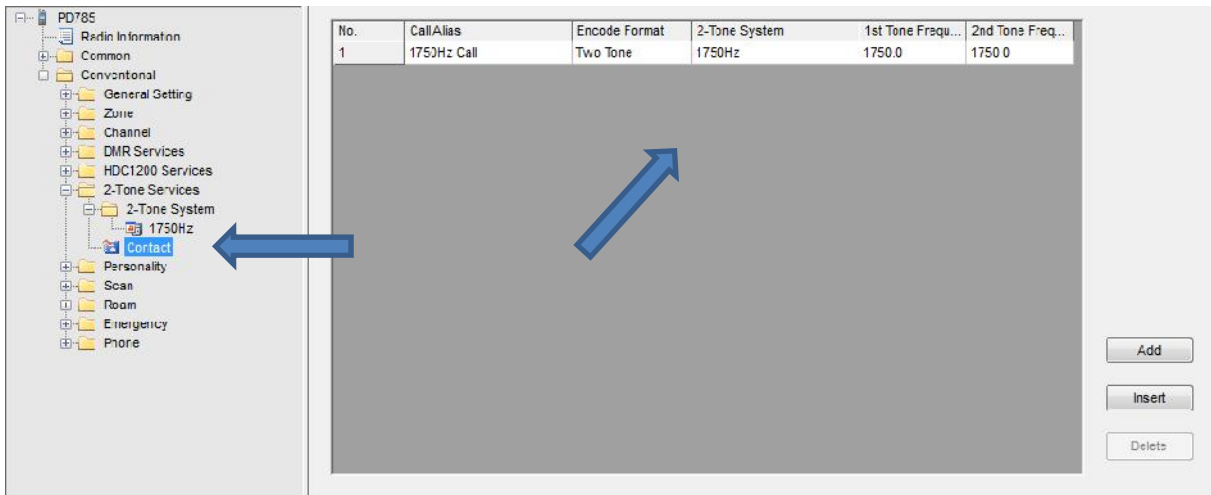 PD785
Radio Information
Common
Conventional
General Setting
Zone
Channel
DMR Services
HDC1200 Services
2-Tone Services
2-Tone System
1750Hz
Contact
Personality
Scan
Roam
Emergency
Phone
No. CallAlias Encode Format 2-Tone System 1st Tone Frequ... 2nd Tone Freq...
1 1750Hz Call Two Tone 1750Hz 1750.0 1750.0
Add
Insert
Delete